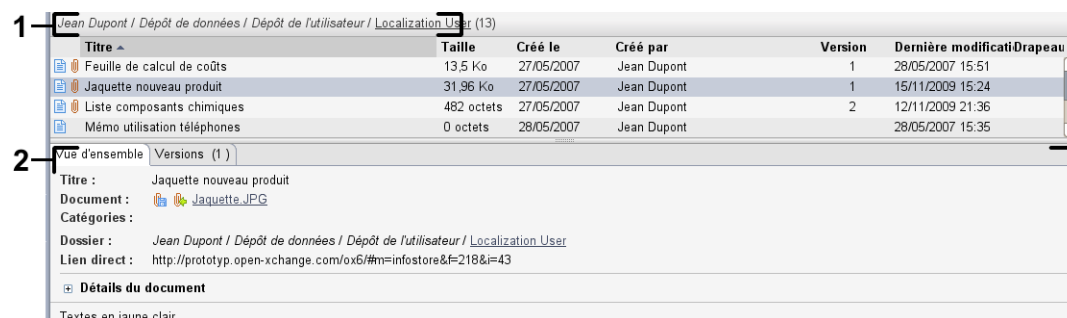 1
Jean Dupont / Dépôt de données / Dépôt de l'utilisateur / Localization User (13)
Titre Taille Créé le Créé par Version Dernière modificati Drapeau
Feuille de calcul de coûts 13,5 Ko 27/05/2007 Jean Dupont 1 28/05/2007 15:51
Jaquette nouveau produit 31,96 Ko 27/05/2007 Jean Dupont 1 15/11/2009 15:24
Liste composants chimiques 482 octets 27/05/2007 Jean Dupont 2 12/11/2009 21:36
Mémo utilisation téléphones 0 octets 28/05/2007 Jean Dupont 28/05/2007 15:35
2
Vue d'ensemble Versions (1)
Titre : Jaquette nouveau produit
Document : Jaquette.JPG
Catégories :
Dossier : Jean Dupont / Dépôt de données / Dépôt de l'utilisateur / Localization User
Lien direct : http://prototyp.open-xchange.com/ox6/#m=infostore&f=218&i=43
Détails du document
Textes en jaune clair